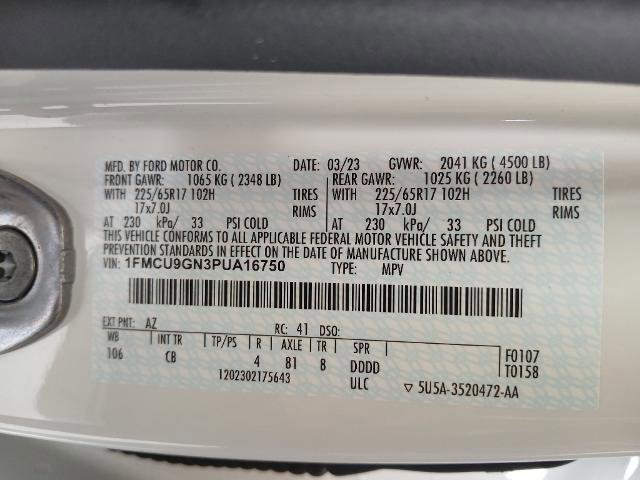 MFD. BY FORD MOTOR CO. DATE: 03/23 GVWR: 2041 KG ( 4500 LB)
FRONT GAWR: 1065 KG ( 2348 LB) REAR GAWR: 1025 KG ( 2260 LB)
WITH 225/65R17 102H TIRES WITH 225/65R17 102H TIRES
17x7.0J RIMS 17x7.0J RIMS
AT 230 kPa/ 33 PSI COLD AT 230 kPa/ 33 PSI COLD
THIS VEHICLE CONFORMS TO ALL APPLICABLE FEDERAL MOTOR VEHICLE SAFETY AND THEFT
PREVENTION STANDARDS IN EFFECT ON THE DATE OF MANUFACTURE SHOWN ABOVE.
VIN: 1FMCU9GN3PUA16750 TYPE: MPV
EXT PNT: AZ RC: 41 DSO:
WB INT TR TP/PS R AXLE TR SPR F0107
106 CB 4 81 8 DDDD T0158
1202302175643 ULC ▽ 5U5A-3520472-AA